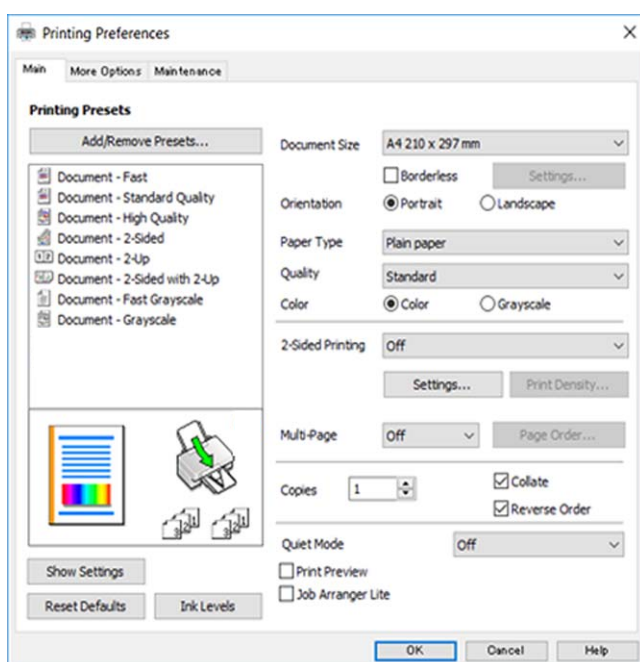 Printing Preferences
Main More Options Maintenance
Printing Presets
Add/Remove Presets...
Document - Fast
Document - Standard Quality
Document - High Quality
Document - 2-Sided
Document - 2-Up
Document - 2-Sided with 2-Up
Document - Fast Grayscale
Document - Grayscale
Show Settings
Reset Defaults Ink Levels
Document Size A4 210 x 297 mm
Borderless Settings...
Orientation Portrait Landscape
Paper Type Plain paper
Quality Standard
Color Color Grayscale
2-Sided Printing Off
Settings... Print Density...
Multi-Page Off Page Order...
Copies 1 Collate
Reverse Order
Quiet Mode Off
Print Preview
Job Arranger Lite
OK Cancel Help